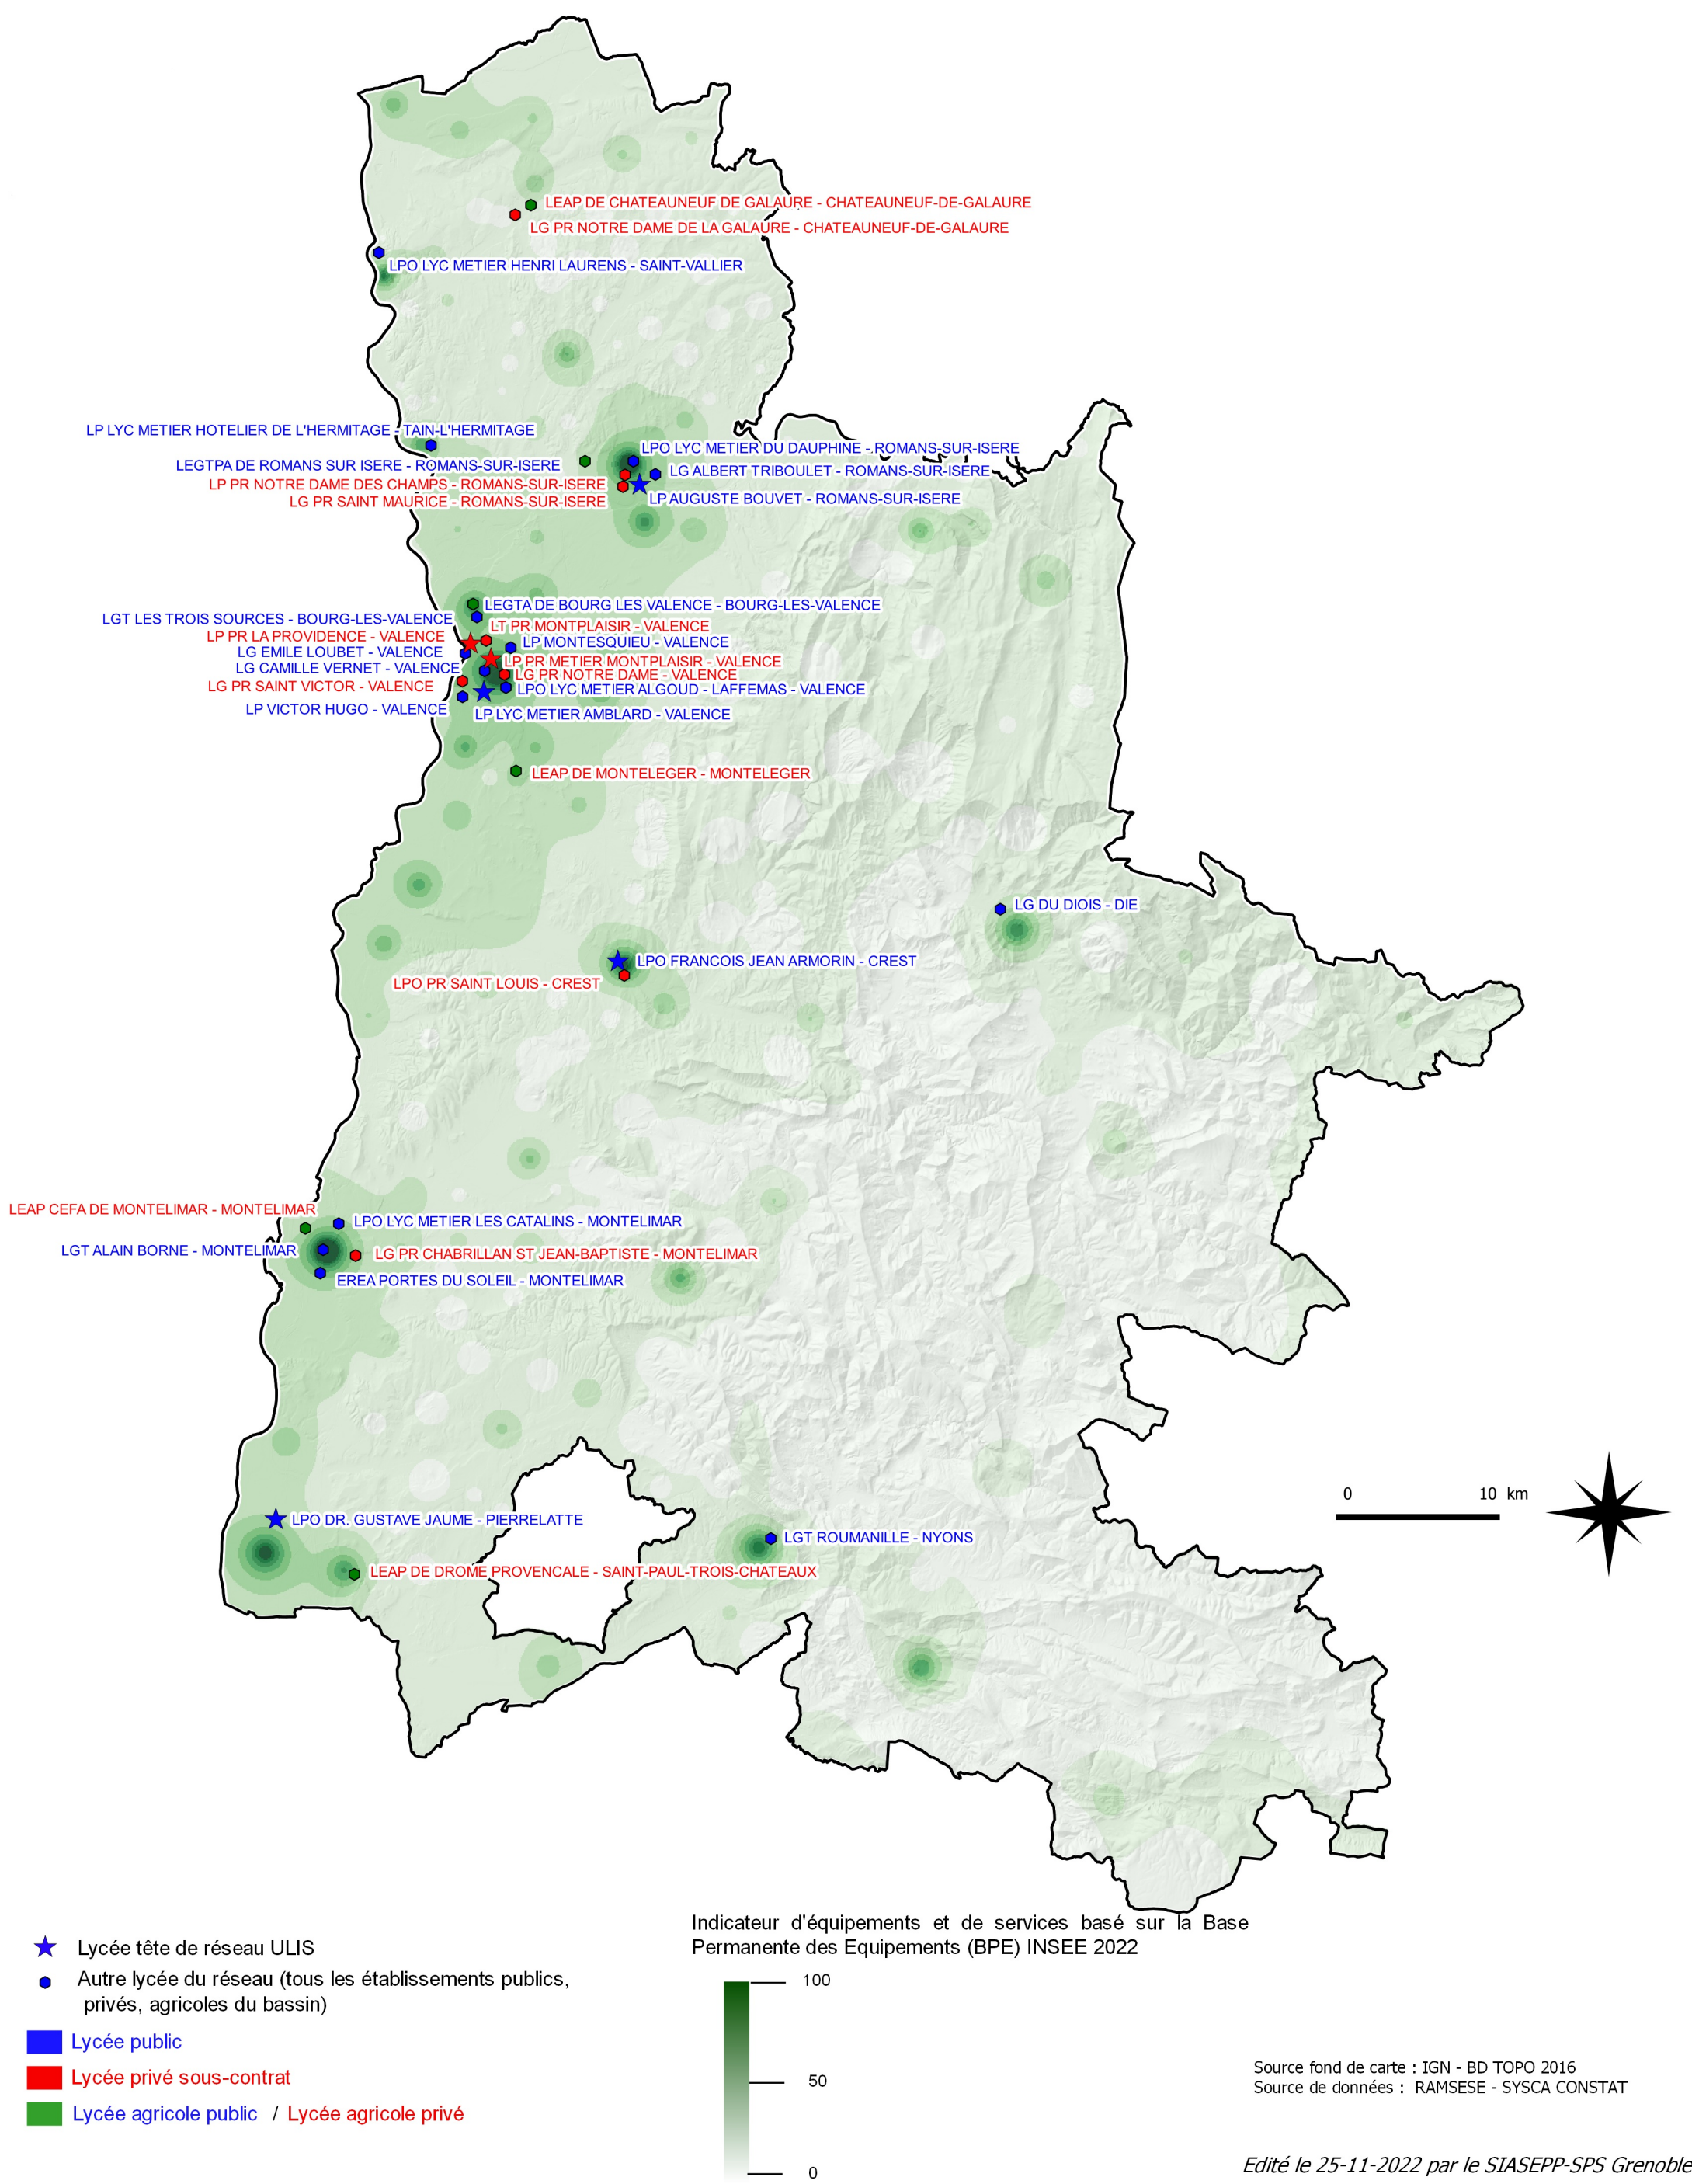 LEAP DE CHATEAUNEUF DE GALAURE - CHATEAUNEUF-DE-GALAURE
LG PR NOTRE DAME DE LA GALAURE - CHATEAUNEUF-DE-GALAURE
LPO LYC METIER HENRI LAURENS - SAINT-VALLIER
LP LYC METIER HOTELIER DE L'HERMITAGE - TAIN-L'HERMITAGE
LPO LYC METIER DU DAUPHINE - ROMANS-SUR-ISERE
LEGTPA DE ROMANS SUR ISERE - ROMANS-SUR-ISERE
LG ALBERT TRIBOULET - ROMANS-SUR-ISERE
LP PR NOTRE DAME DES CHAMPS - ROMANS-SUR-ISERE
LG PR SAINT MAURICE - ROMANS-SUR-ISERE
LP AUGUSTE BOUVET - ROMANS-SUR-ISERE
LEGTA DE BOURG LES VALENCE - BOURG-LES-VALENCE
LGT LES TROIS SOURCES - BOURG-LES-VALENCE
LT PR MONTPLAISIR - VALENCE
LP PR LA PROVIDENCE - VALENCE
LP MONTESQUIEU - VALENCE
LG EMILE LOUBET - VALENCE
LP PR METIER MONTPLAISIR - VALENCE
LG CAMILLE VERNET - VALENCE
LG PR NOTRE DAME - VALENCE
LG PR SAINT VICTOR - VALENCE
LPO LYC METIER ALGOUD - LAFFEMAS - VALENCE
LP VICTOR HUGO - VALENCE
LP LYC METIER AMBLARD - VALENCE
LEAP DE MONTELEGER - MONTELEGER
LG DU DIOIS - DIE
LPO FRANCOIS JEAN ARMORIN - CREST
LPO PR SAINT LOUIS - CREST
LEAP CEFA DE MONTELIMAR - MONTELIMAR
LPO LYC METIER LES CATALINS - MONTELIMAR
LGT ALAIN BORNE - MONTELIMAR
LG PR CHABRILLAN ST JEAN-BAPTISTE - MONTELIMAR
EREA PORTES DU SOLEIL - MONTELIMAR
0 10 km
LPO DR. GUSTAVE JAUME - PIERRELATTE
LGT ROUMANILLE - NYONS
LEAP DE DROME PROVENCALE - SAINT-PAUL-TROIS-CHATEAUX
Lycée tête de réseau ULIS
Autre lycée du réseau (tous les établissements publics,
privés, agricoles du bassin)
Lycée public
Lycée privé sous-contrat
Lycée agricole public / Lycée agricole privé
Indicateur d'équipements et de services basé sur la Base
Permanente des Equipements (BPE) INSEE 2022
100
50
0
Source fond de carte : IGN - BD TOPO 2016
Source de données : RAMSESE - SYSCA CONSTAT
Edité le 25-11-2022 par le SIASEPP-SPS Grenoble